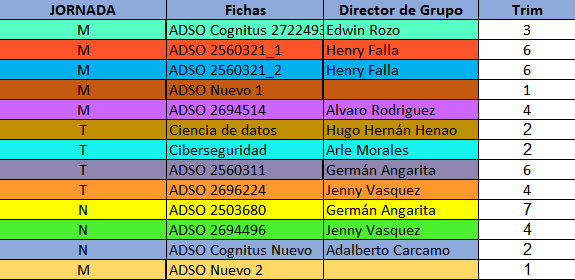 JORNADA Fichas Director de Grupo Trim
M ADSO Cognitus 2722493 Edwin Rozo 3
M ADSO 2560321_1 Henry Falla 6
M ADSO 2560321_2 Henry Falla 6
M ADSO Nuevo 1 1
M ADSO 2694514 Alvaro Rodriguez 4
T Ciencia de datos Hugo Hernán Henao 2
T Ciberseguridad Arle Morales 2
T ADSO 2560311 Germán Angarita 6
T ADSO 2696224 Jenny Vasquez 4
N ADSO 2503680 Germán Angarita 7
N ADSO 2694496 Jenny Vasquez 4
N ADSO Cognitus Nuevo Adalberto Carcamo 2
M ADSO Nuevo 2 1